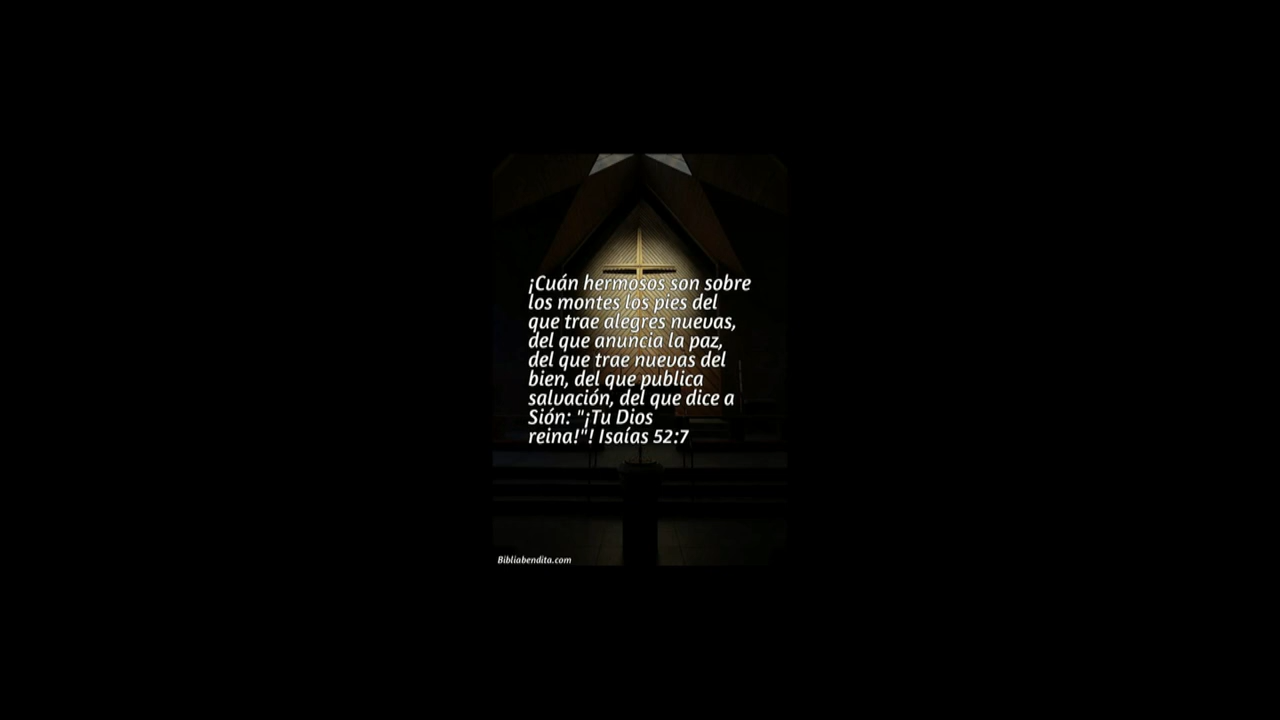 ¡Cuán hermosos son sobre
los montes los pies del
que trae alegres nuevas,
del que anuncia la paz,
del que trae nuevas del
bien, del que publica
salvación, del que dice a
Sión: "¡Tu Dios
reina!"! Isaías 52:7
Bibliabendita.com